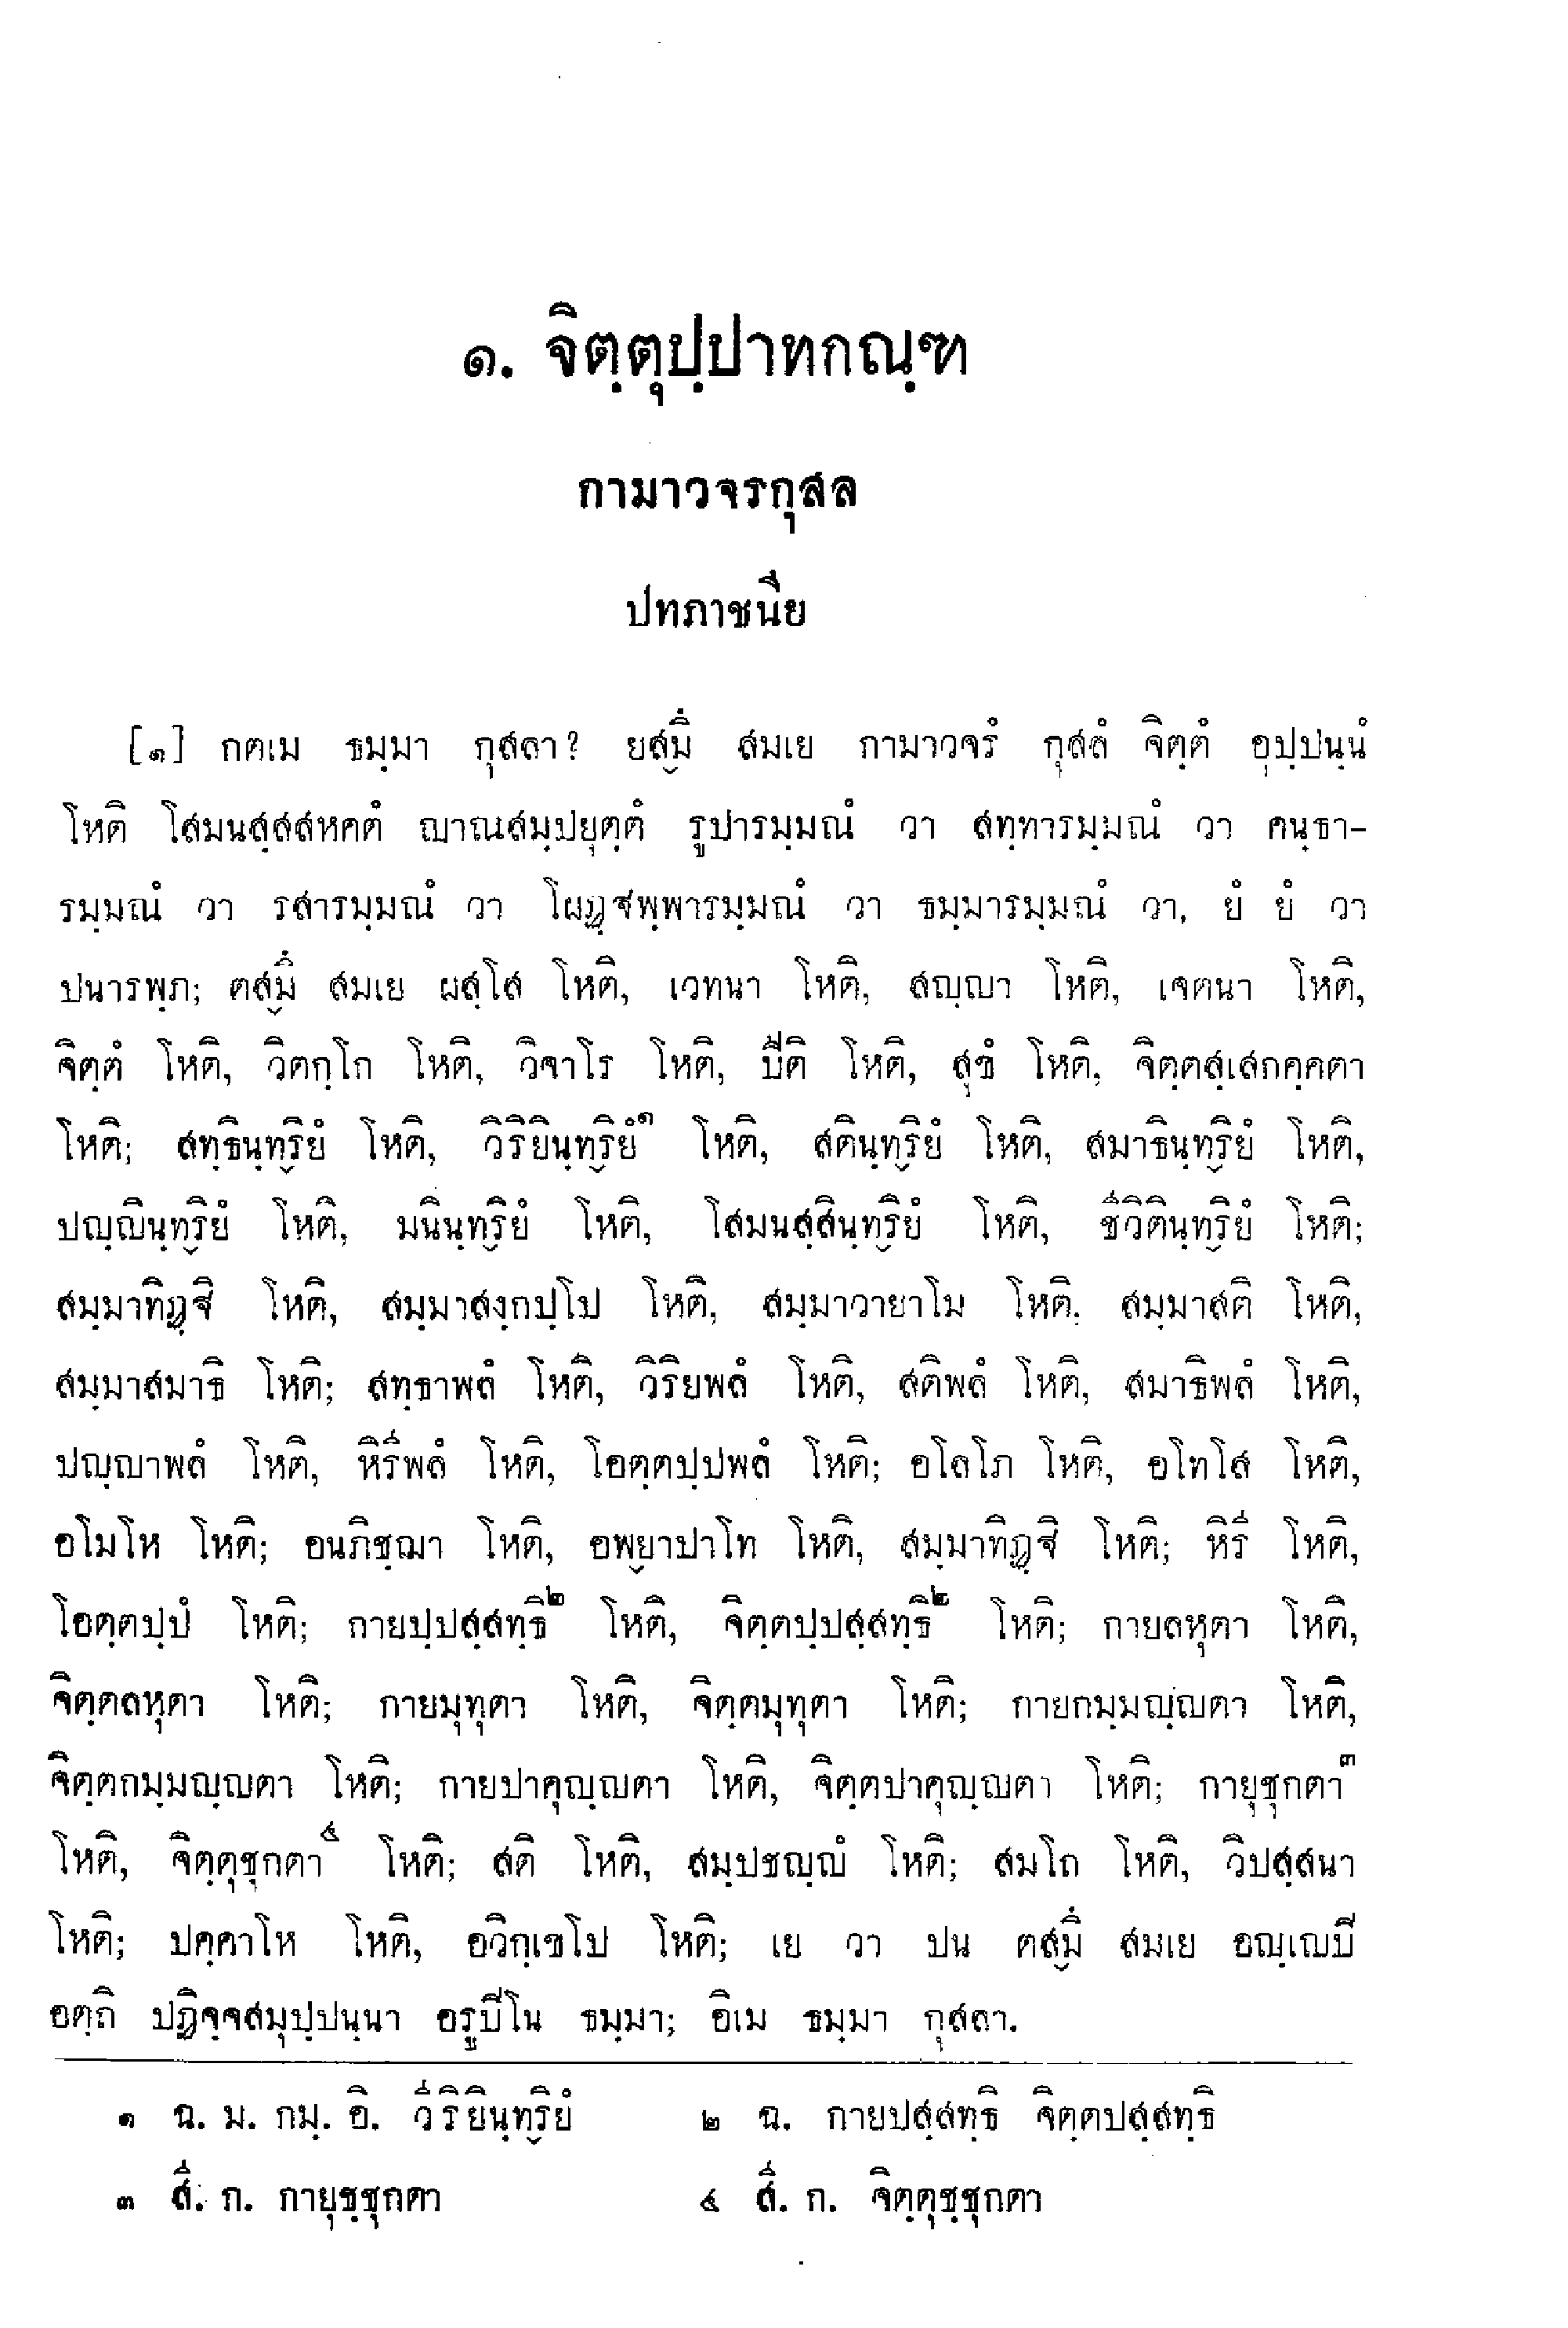 ๑. จิตฺตุปฺปาทกณฺฑ
กามาวจรกุสล
ปทภาชนีย
[๑] กตเม ธมฺมา กุสลา? ยสฺมึ สมเย กามาวจรํ กุสลํ จิตฺตํ อุปฺปนฺนํ
โหติ โสมนสฺสสหคตํ ญาณสมฺปยุตฺตํ รูปารมฺมณํ วา สทฺทารมฺมณํ วา คนฺธา-
รมฺมณํ วา รสารมฺมณํ วา โผฏฺฐพฺพารมฺมณํ วา ธมฺมารมฺมณํ วา, ยํ ยํ วา
ปนารพฺภ; ตสฺมึ สมเย ผสฺโส โหติ, เวทนา โหติ, สญฺญา โหติ, เจตนา โหติ,
จิตฺตํ โหติ, วิตกฺโก โหติ, วิจาโร โหติ, ปีติ โหติ, สุขํ โหติ, จิตฺตสฺเสกคฺคตา
โหติ; สทฺธินฺทฺริยํ โหติ, วิริยินฺทฺริยํ๑ โหติ, สตินฺทฺริยํ โหติ, สมาธินฺทฺริยํ โหติ,
ปญฺญินฺทฺริยํ โหติ, มนินฺทฺริยํ โหติ, โสมนสฺสินฺทฺริยํ โหติ, ชีวิตินฺทฺริยํ โหติ;
สมฺมาทิฏฺฐิ โหติ, สมฺมาสงฺกปฺโป โหติ, สมฺมาวายาโม โหติ, สมฺมาสติ โหติ,
สมฺมาสมาธิ โหติ; สทฺธาพลํ โหติ, วิริยพลํ โหติ, สติพลํ โหติ, สมาธิพลํ โหติ,
ปญฺญาพลํ โหติ, หิรีพลํ โหติ, โอตฺตปฺปพลํ โหติ; อโลโภ โหติ, อโทโส โหติ,
อโมโห โหติ; อนภิชฺฌา โหติ, อพฺยาปาโท โหติ, สมฺมาทิฏฺฐิ โหติ; หิรี โหติ,
โอตฺตปฺปํ โหติ; กายปฺปสฺสทฺธิ๒ โหติ, จิตฺตปฺปสฺสทฺธิ๒ โหติ; กายลหุตา โหติ,
จิตฺตลหุตา โหติ; กายมุทุตา โหติ, จิตฺตมุทุตา โหติ; กายกมฺมญฺญตา โหติ,
จิตฺตกมฺมญฺญตา โหติ; กายปาคุญฺญตา โหติ, จิตฺตปาคุญฺญตา โหติ; กายุชุกตา๓
โหติ, จิตฺตุชุกตา๔ โหติ; สติ โหติ, สมฺปชญฺญํ โหติ; สมโถ โหติ, วิปสฺสนา
โหติ; ปคฺคาโห โหติ, อวิกฺเขโป โหติ; เย วา ปน ตสฺมึ สมเย อญฺเญปี
อตฺถิ ปฏิจฺจสมุปฺปนฺนา อรูปิโน ธมฺมา; อิเม ธมฺมา กุสลา.
๑ ฉ. ม. กมฺ. อิ. วีริยินฺทฺริยํ
๒ ฉ. กายปสฺสทฺธิ จิตฺตปสฺสทฺธิ
๓ สี. ก. กายุชฺชุกตา
๔ สี. ก. จิตฺตุชฺชุกตา